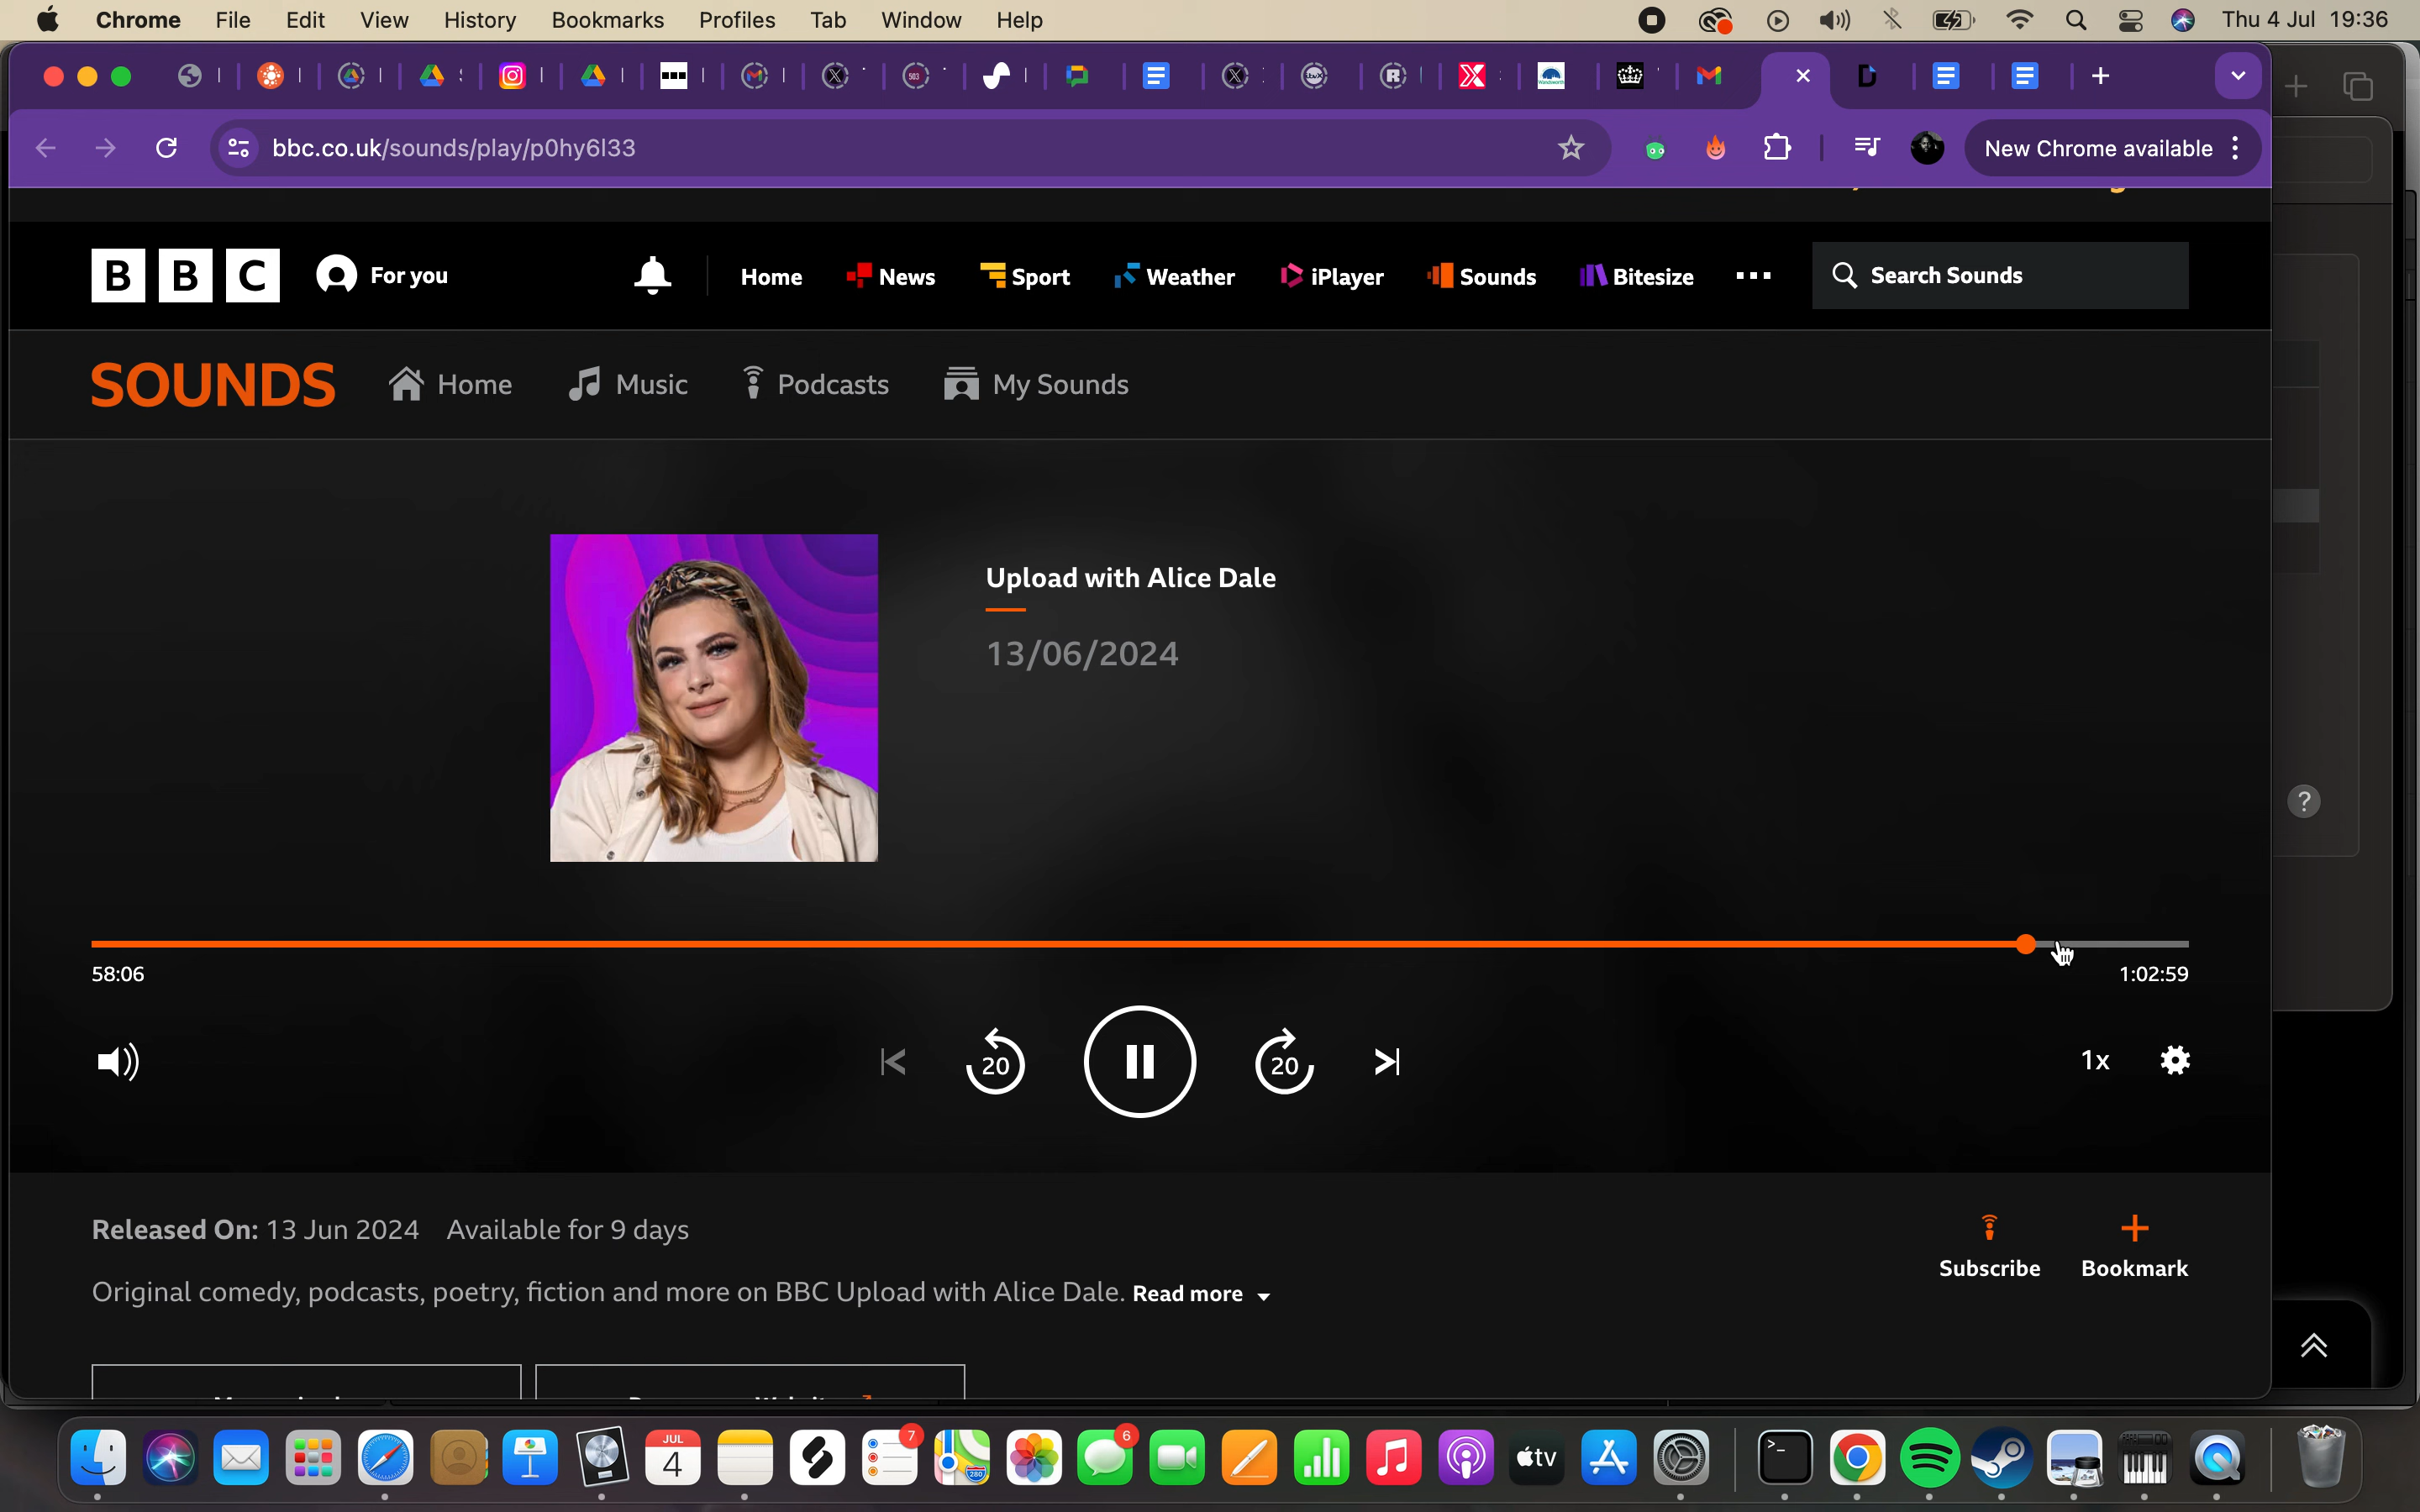 Chrome File Edit View History Bookmarks Profiles Tab Window Help Thu 4 Jul 19:36
bbc.co.uk/sounds/play/p0hy6l33
New Chrome available
BBC For you Home News Sport Weather iPlayer Sounds Bitesize Search Sounds
SOUNDS Home Music Podcasts My Sounds
Upload with Alice Dale
13/06/2024
58:06 1:02:59
20 20 1x
Released On: 13 Jun 2024 Available for 9 days
Subscribe Bookmark
Original comedy, podcasts, poetry, fiction and more on BBC Upload with Alice Dale. Read more
JUL
4 7 280 6 tv